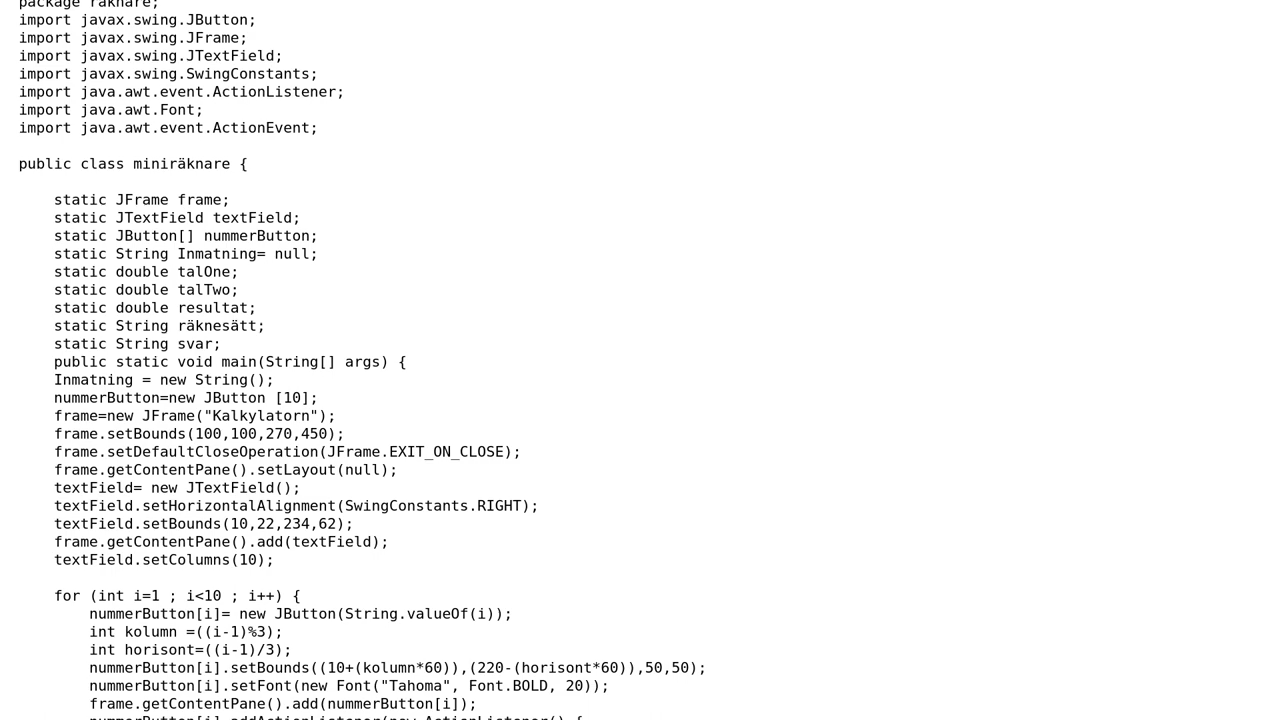 package räknare;
import javax.swing.JButton;
import javax.swing.JFrame;
import javax.swing.JTextField;
import javax.swing.SwingConstants;
import java.awt.event.ActionListener;
import java.awt.Font;
import java.awt.event.ActionEvent;

public class miniräknare {

    static JFrame frame;
    static JTextField textField;
    static JButton[] nummerButton;
    static String Inmatning= null;
    static double talOne;
    static double talTwo;
    static double resultat;
    static String räknesätt;
    static String svar;
    public static void main(String[] args) {
    Inmatning = new String();
    nummerButton=new JButton [10];
    frame=new JFrame("Kalkylatorn");
    frame.setBounds(100,100,270,450);
    frame.setDefaultCloseOperation(JFrame.EXIT_ON_CLOSE);
    frame.getContentPane().setLayout(null);
    textField= new JTextField();
    textField.setHorizontalAlignment(SwingConstants.RIGHT);
    textField.setBounds(10,22,234,62);
    frame.getContentPane().add(textField);
    textField.setColumns(10);

    for (int i=1 ; i<10 ; i++) {
        nummerButton[i]= new JButton(String.valueOf(i));
        int kolumn =((i-1)%3);
        int horisont=((i-1)/3);
        nummerButton[i].setBounds((10+(kolumn*60)),(220-(horisont*60)),50,50);
        nummerButton[i].setFont(new Font("Tahoma", Font.BOLD, 20));
        frame.getContentPane().add(nummerButton[i]);
        nummerButton[i].addActionListener(new ActionListener() {